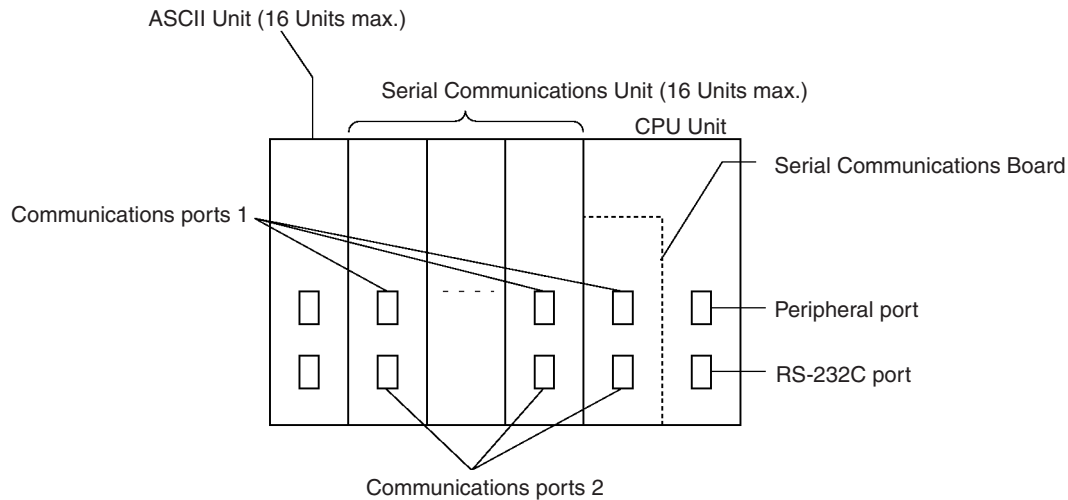 ASCII Unit (16 Units max.)
Serial Communications Unit (16 Units max.)
CPU Unit
Serial Communications Board
Communications ports 1
Peripheral port
RS-232C port
Communications ports 2